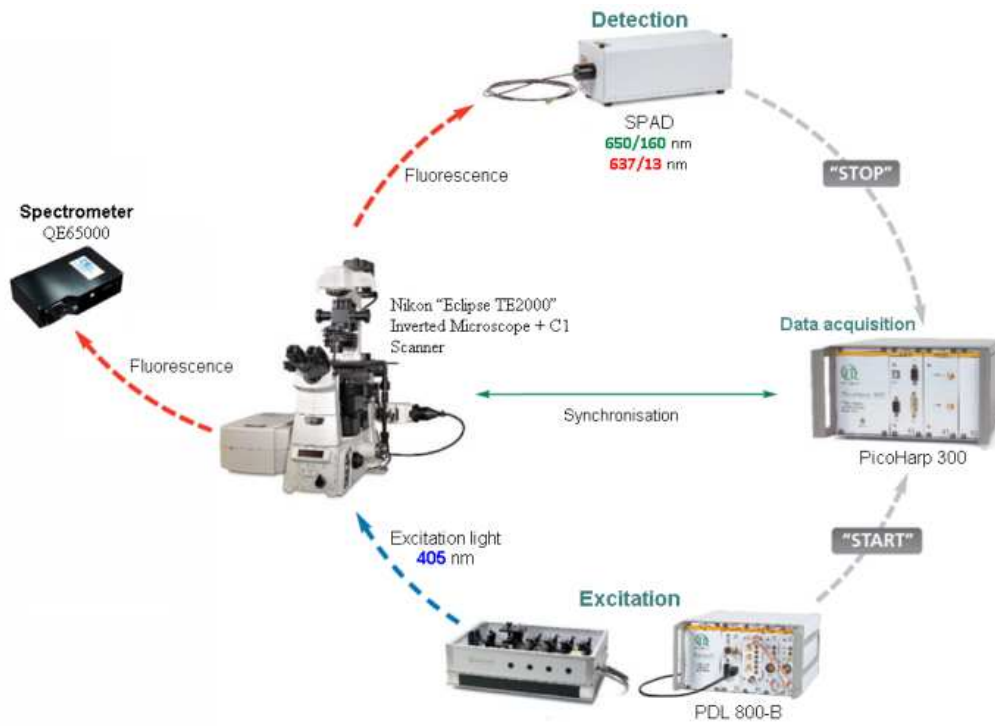 Detection
SPAD
650/160 nm
637/13 nm
Fluorescence
"STOP"
Spectrometer
QE65000
Nikon "Eclipse TE2000"
Inverted Microscope + C1
Scanner
Data acquisition
Fluorescence
Synchronisation
PicoHarp 300
Excitation light
405 nm
"START"
Excitation
PDL 800-B